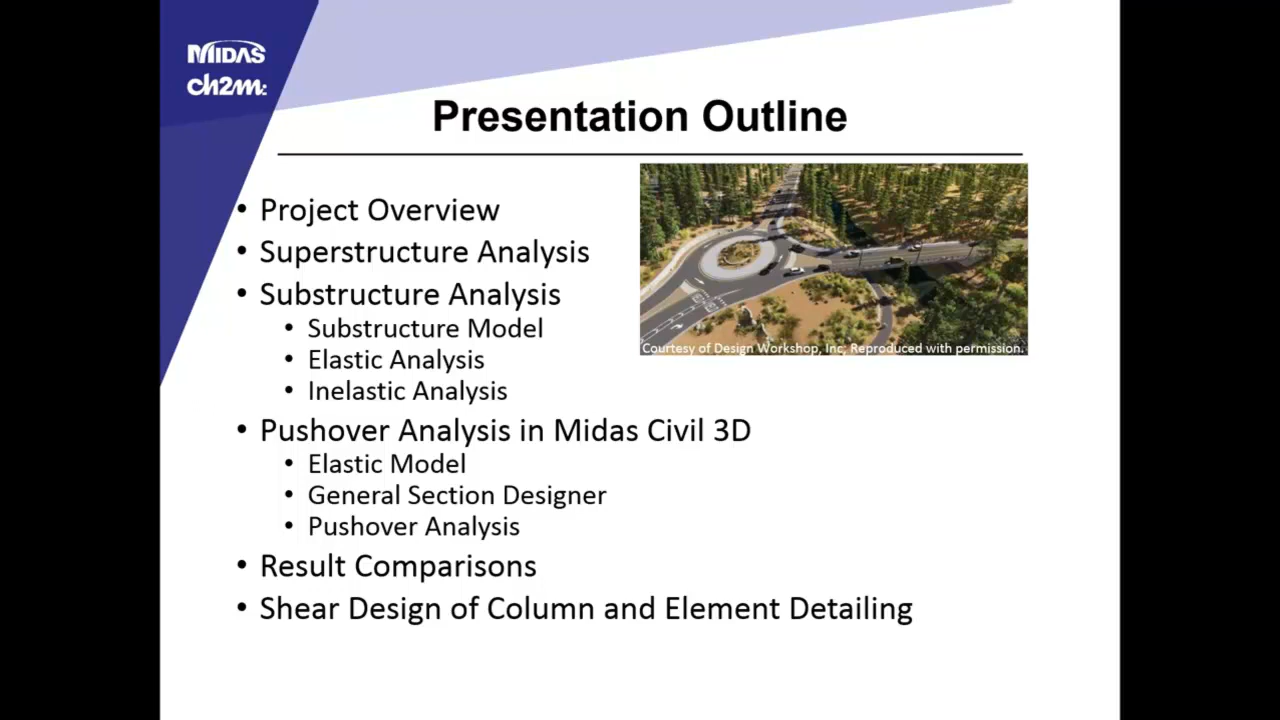 MIDAS
ch2m:
Presentation Outline
• Project Overview
• Superstructure Analysis
• Substructure Analysis
• Substructure Model
• Elastic Analysis
• Inelastic Analysis
Courtesy of Design Workshop, Inc; Reproduced with permission.
• Pushover Analysis in Midas Civil 3D
• Elastic Model
• General Section Designer
• Pushover Analysis
• Result Comparisons
• Shear Design of Column and Element Detailing